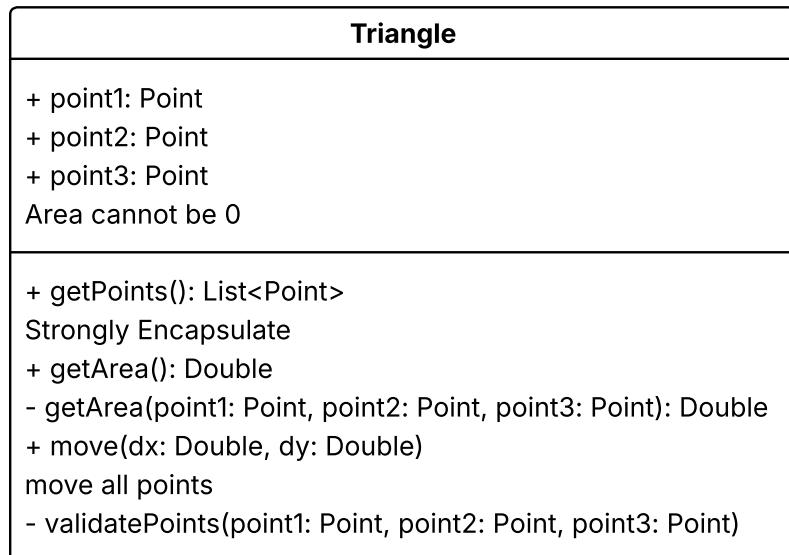 Triangle
+ point1: Point
+ point2: Point
+ point3: Point
Area cannot be 0
+ getPoints(): List<Point>
Strongly Encapsulate
+ getArea(): Double
- getArea(point1: Point, point2: Point, point3: Point): Double
+ move(dx: Double, dy: Double)
move all points
- validatePoints(point1: Point, point2: Point, point3: Point)